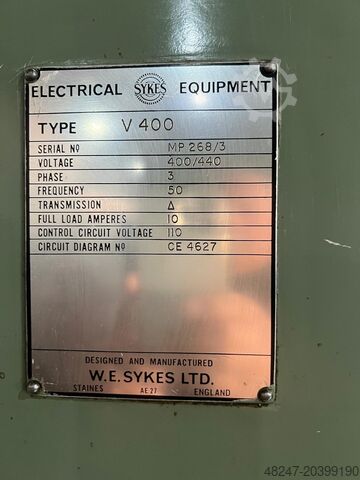 ELECTRICAL SYKES EQUIPMENT
TYPE V 400
SERIAL Nº MP 268/3
VOLTAGE 400/440
PHASE 3
FREQUENCY 50
TRANSMISSION Δ
FULL LOAD AMPERES 10
CONTROL CIRCUIT VOLTAGE 110
CIRCUIT DIAGRAM Nº CE 4627
DESIGNED AND MANUFACTURED
W.E. SYKES LTD.
STAINES AE 27 ENGLAND
48247-20399190